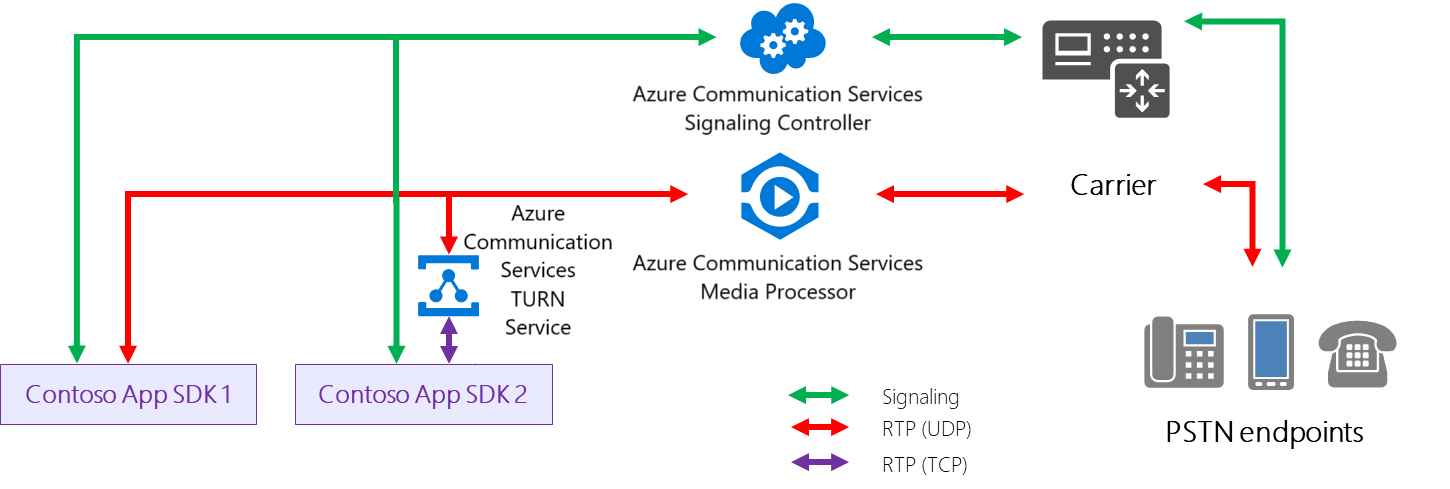 Azure Communication Services
Signaling Controller
Carrier
Azure
Communication
Services
TURN
Service
Azure Communication Services
Media Processor
Contoso App SDK 1
Contoso App SDK 2
Signaling
RTP (UDP)
RTP (TCP)
PSTN endpoints